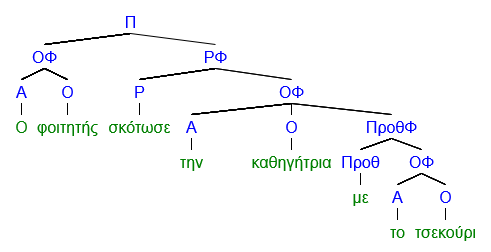 Π
ΟΦ ΡΦ
Α Ο Ρ ΟΦ
Ο φοιτητής σκότωσε Α Ο ΠροθΦ
την καθηγήτρια Προθ ΟΦ
με Α Ο
το τσεκούρι